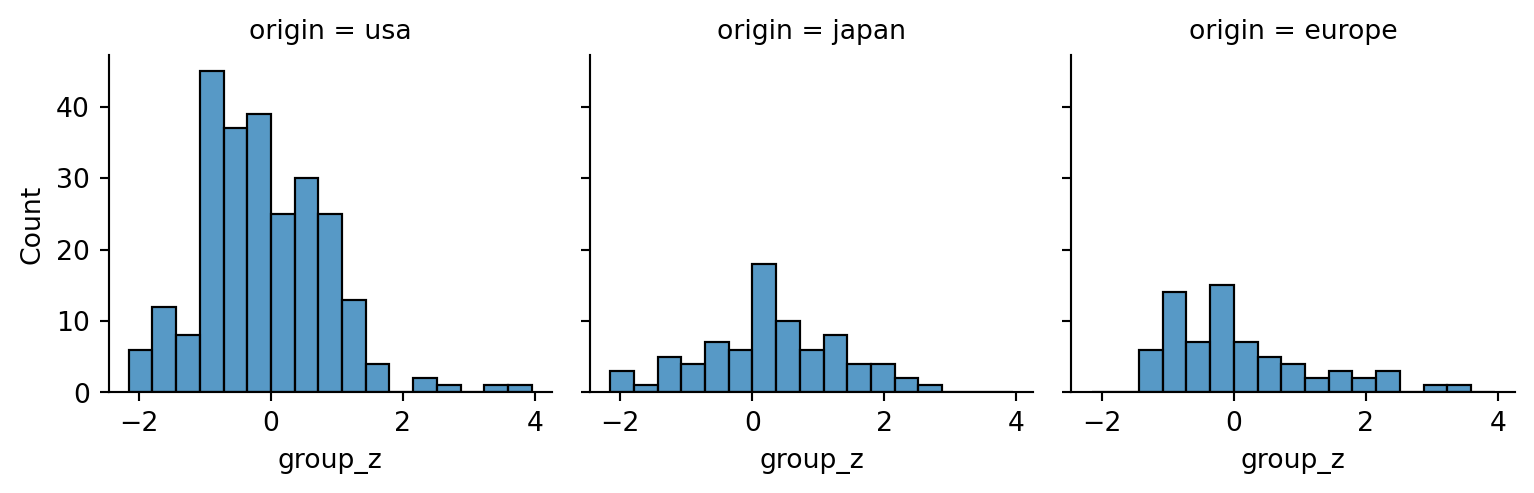 origin = usa
origin = japan
origin = europe
Count
40
30
20
10
0
−2 0 2 4
−2 0 2 4
−2 0 2 4
group_z
group_z
group_z